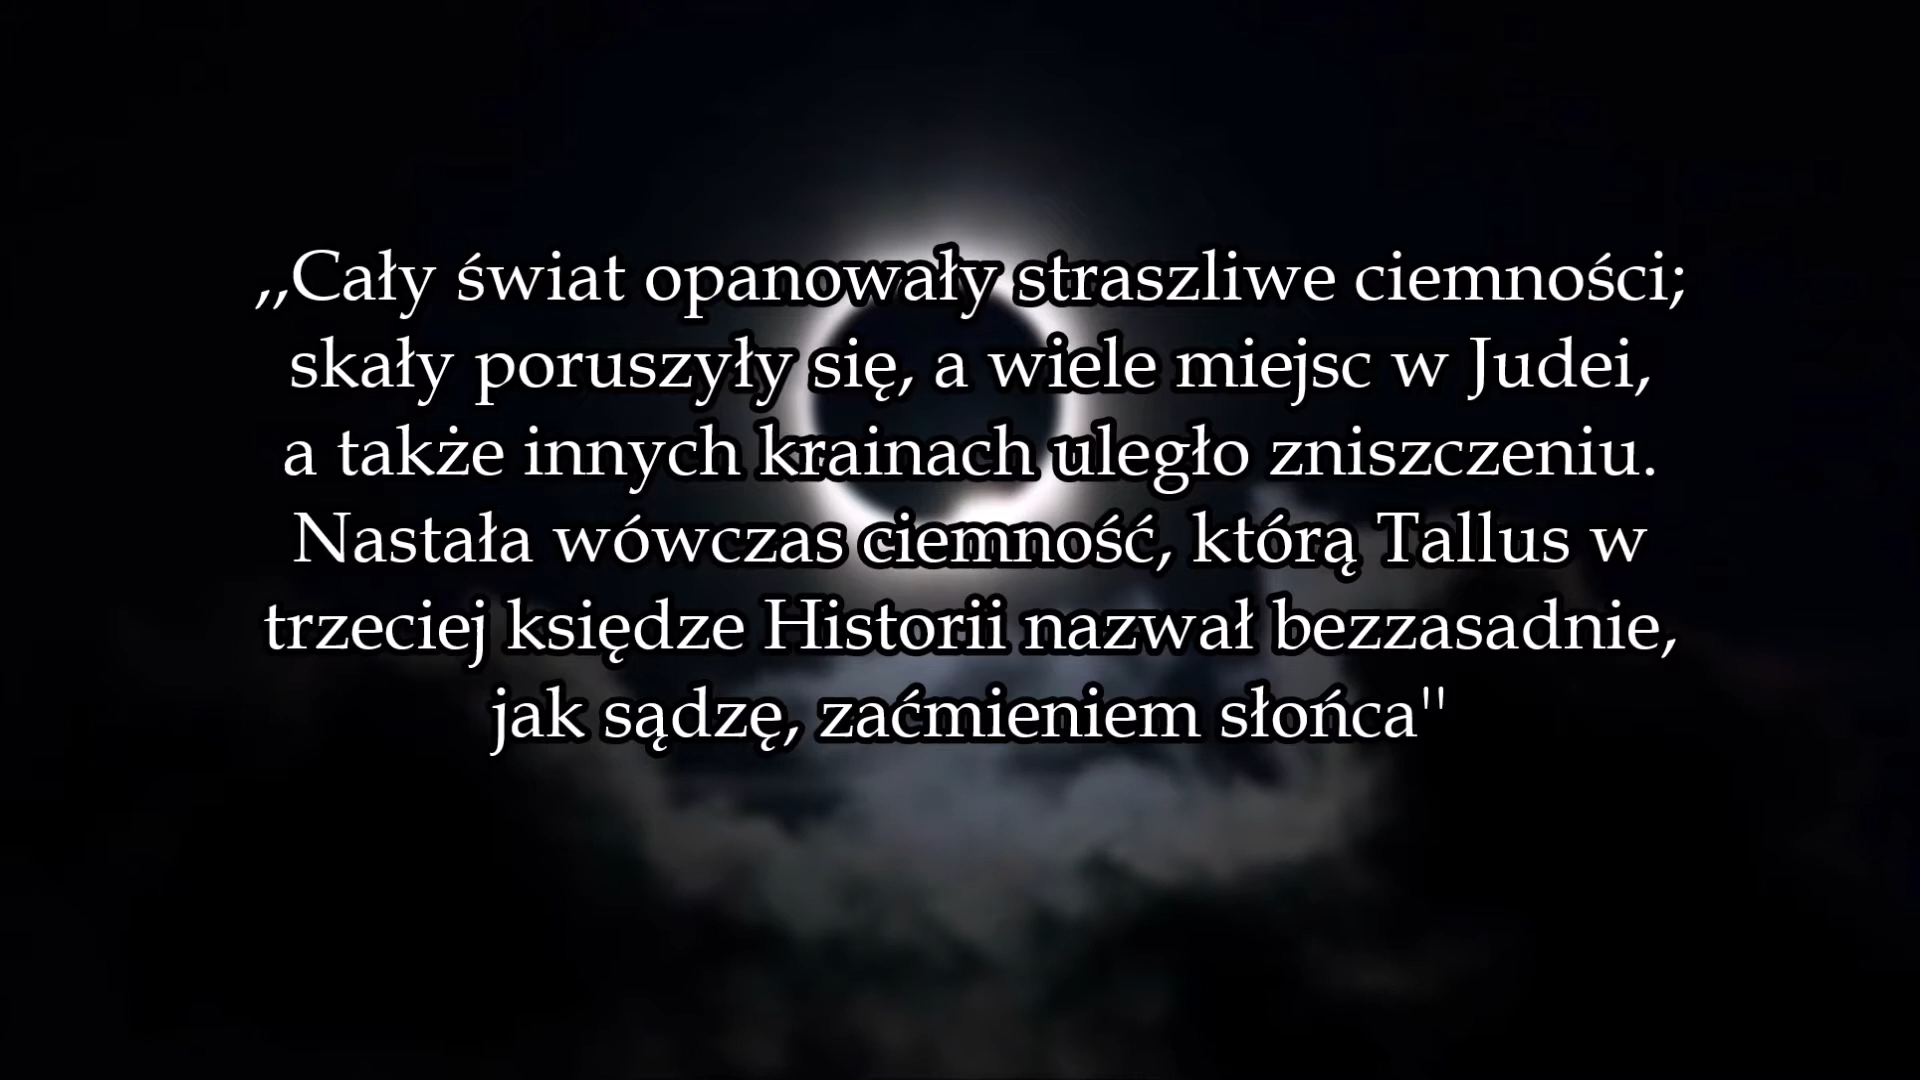 ,,Cały świat opanowały straszliwe ciemności;
skały poruszyły się, a wiele miejsc w Judei,
a także innych krainach uległo zniszczeniu.
Nastała wówczas ciemność, którą Tallus w
trzeciej księdze Historii nazwał bezzasadnie,
jak sądzę, zaćmieniem słońca"